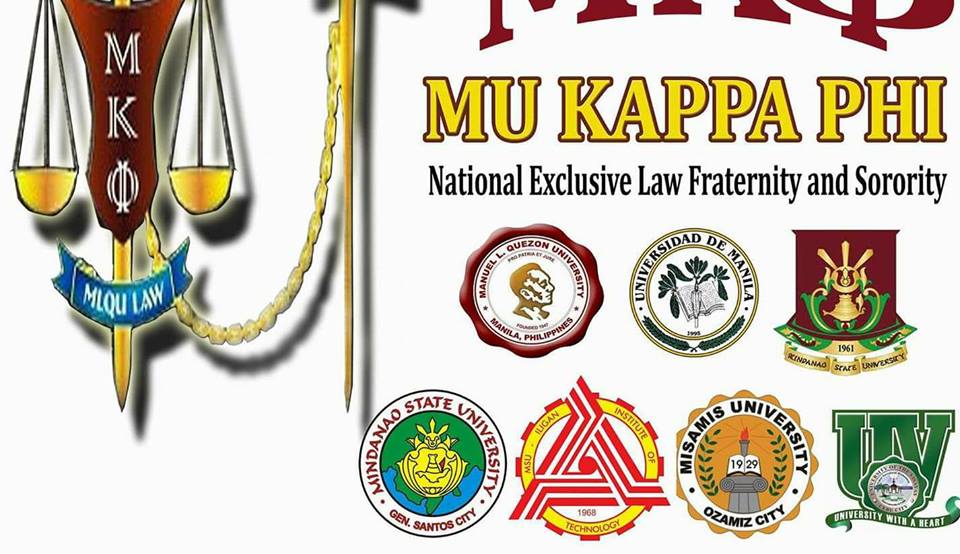 ΜΚΦ
Μ
Κ
Φ
MLQU LAW
MU KAPPA PHI
National Exclusive Law Fraternity and Sorority
MANUEL L. QUEZON UNIVERSITY
PRO PATRIA ET JURE
FOUNDED 1947
MANILA, PHILIPPINES
UNIVERSIDAD DE MANILA
1995
1961
MINDANAO STATE UNIVERSITY
MINDANAO STATE UNIVERSITY
GEN. SANTOS CITY
MSU - ILIGAN INSTITUTE OF
1968
TECHNOLOGY
MISAMIS UNIVERSITY
1929
OZAMIZ CITY
UV
UNIVERSITY WITH A HEART